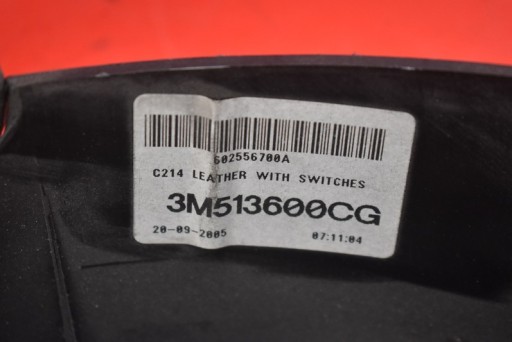 602556700A
C214 LEATHER WITH SWITCHES
3M513600CG
20-09-2005 07:11:04